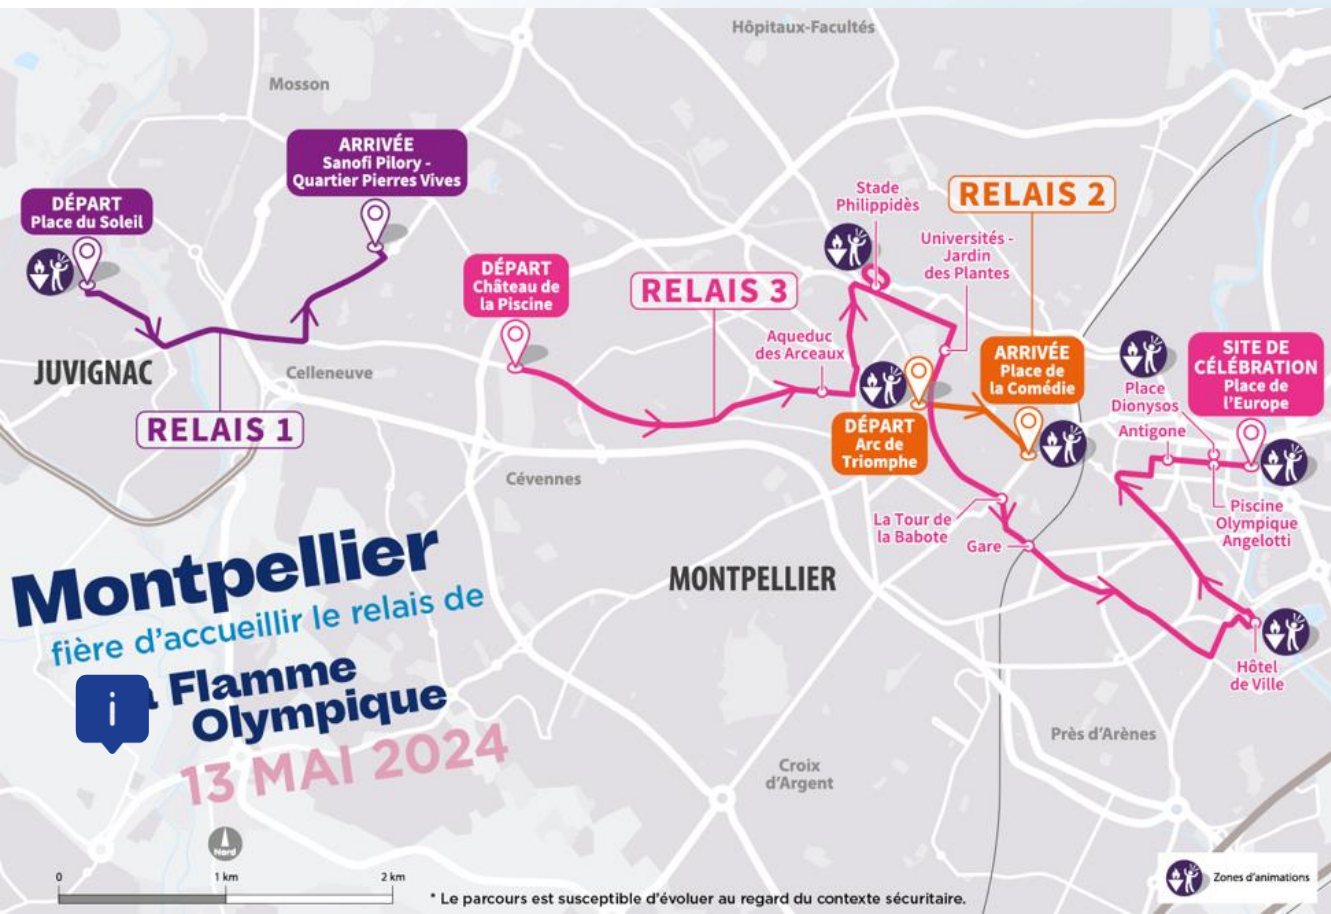 Hôpitaux-Facultés
Mosson
ARRIVÉE
Sanofi Pilory -
Quartier Pierres Vives
DÉPART
Place du Soleil
JUVIGNAC
Celleneuve
RELAIS 1
DÉPART
Château de
la Piscine
RELAIS 3
Aqueduc
des Arceaux
Stade
Philippidès
Universités -
Jardin
des Plantes
RELAIS 2
ARRIVÉE
Place de
la Comédie
DÉPART
Arc de
Triomphe
Place
Dionysos
Antigone
SITE DE
CÉLÉBRATION
Place de
l'Europe
Piscine
Olympique
Angelotti
Cévennes
La Tour de
la Babote
Gare
MONTPELLIER
Hôtel
de Ville
Près d'Arènes
Croix
d'Argent
Montpellier
fière d'accueillir le relais de
i
Flamme
Olympique
13 MAI 2024
Nord
0 1 km 2 km
* Le parcours est susceptible d'évoluer au regard du contexte sécuritaire.
Zones d'animations